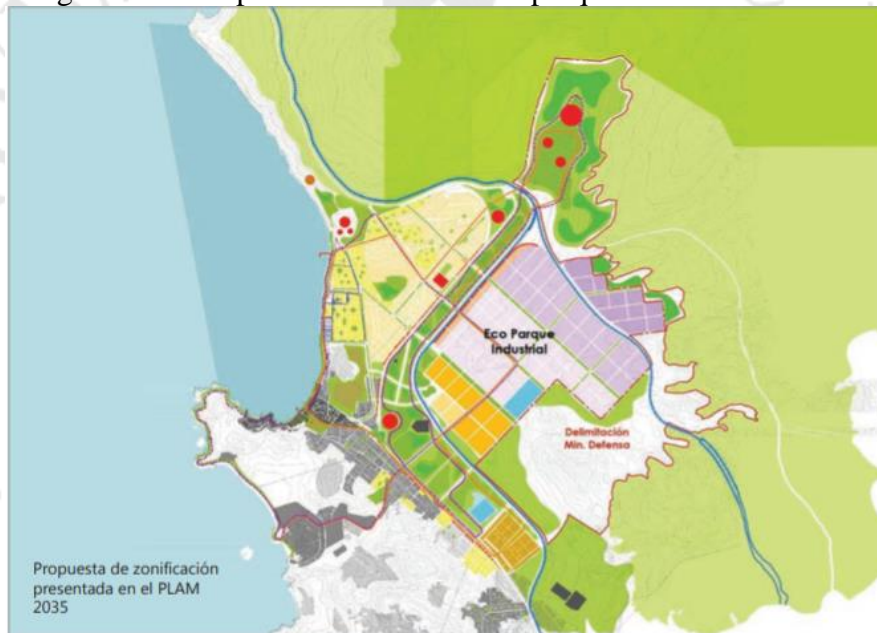 Eco Parque
Industrial
Delimitación
Min. Defensa
Propuesta de zonificación
presentada en el PLAM
2035